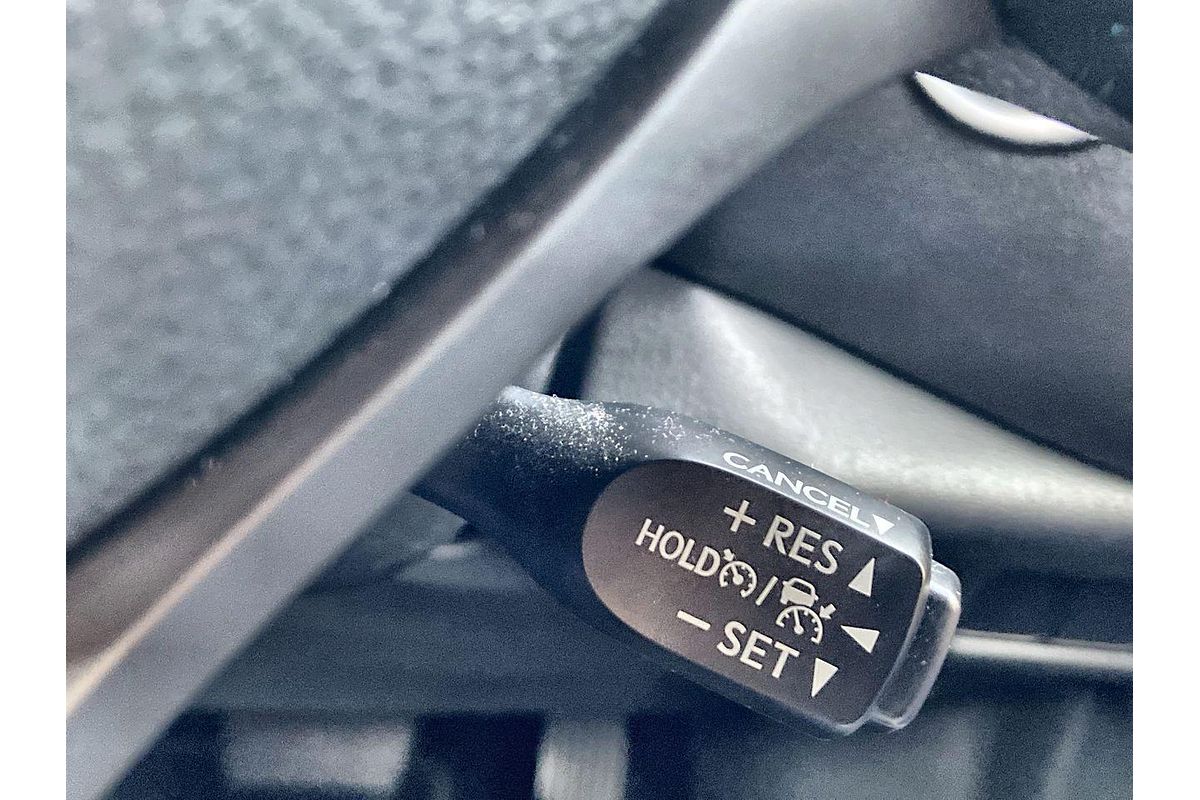 CANCEL
+ RES
HOLD /
- SET